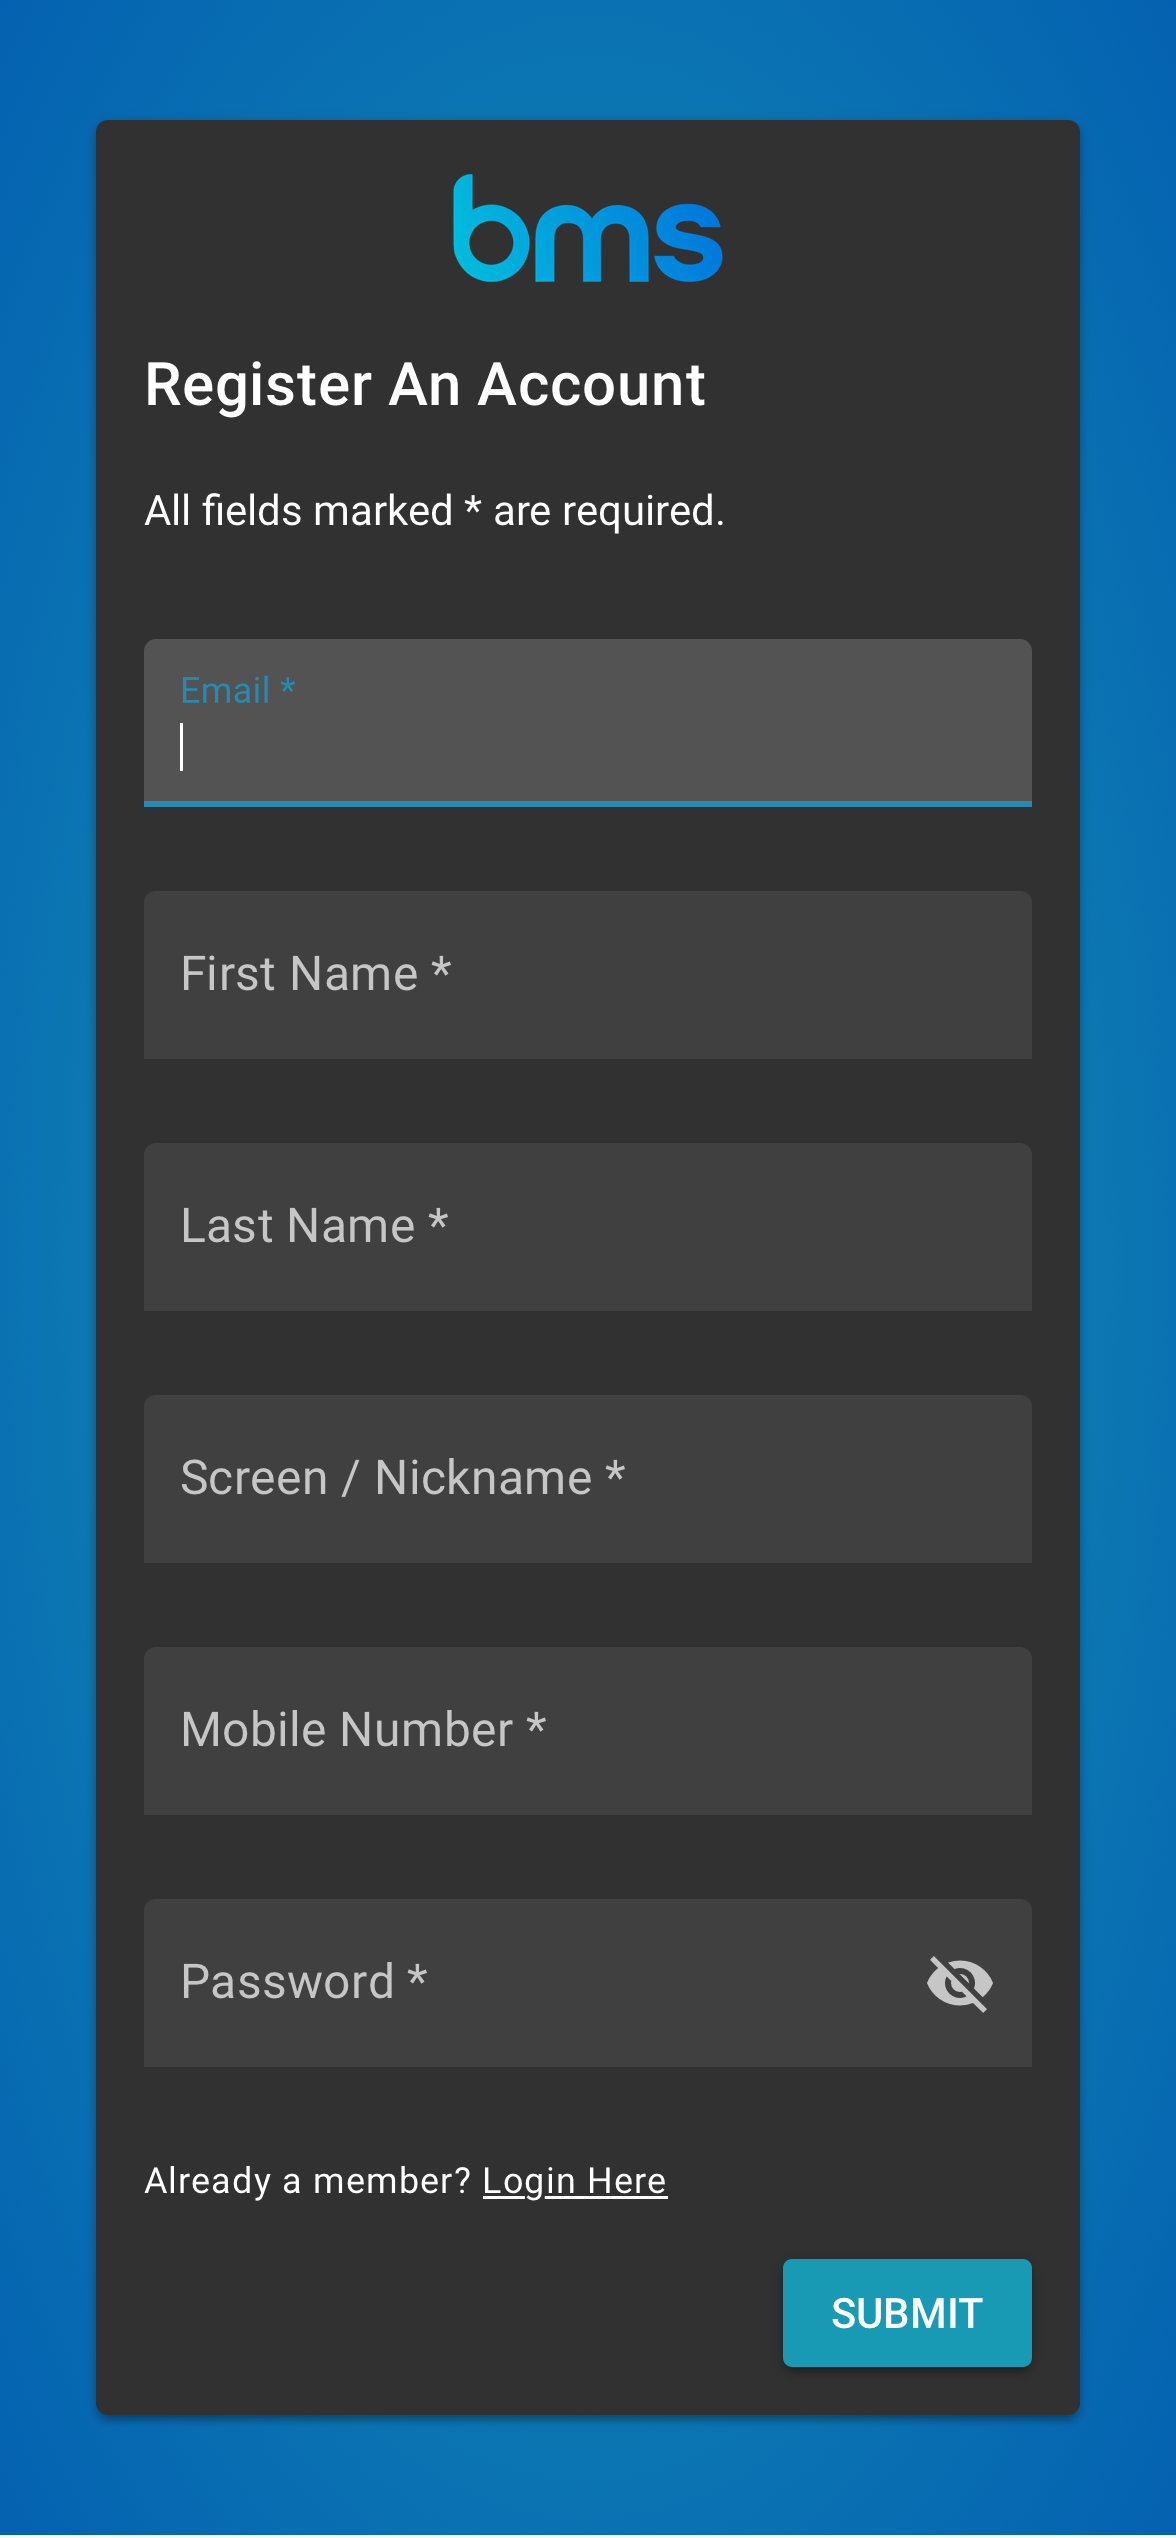 bms
Register An Account
All fields marked * are required.
Email *
First Name *
Last Name *
Screen / Nickname *
Mobile Number *
Password *
Already a member? Login Here
SUBMIT